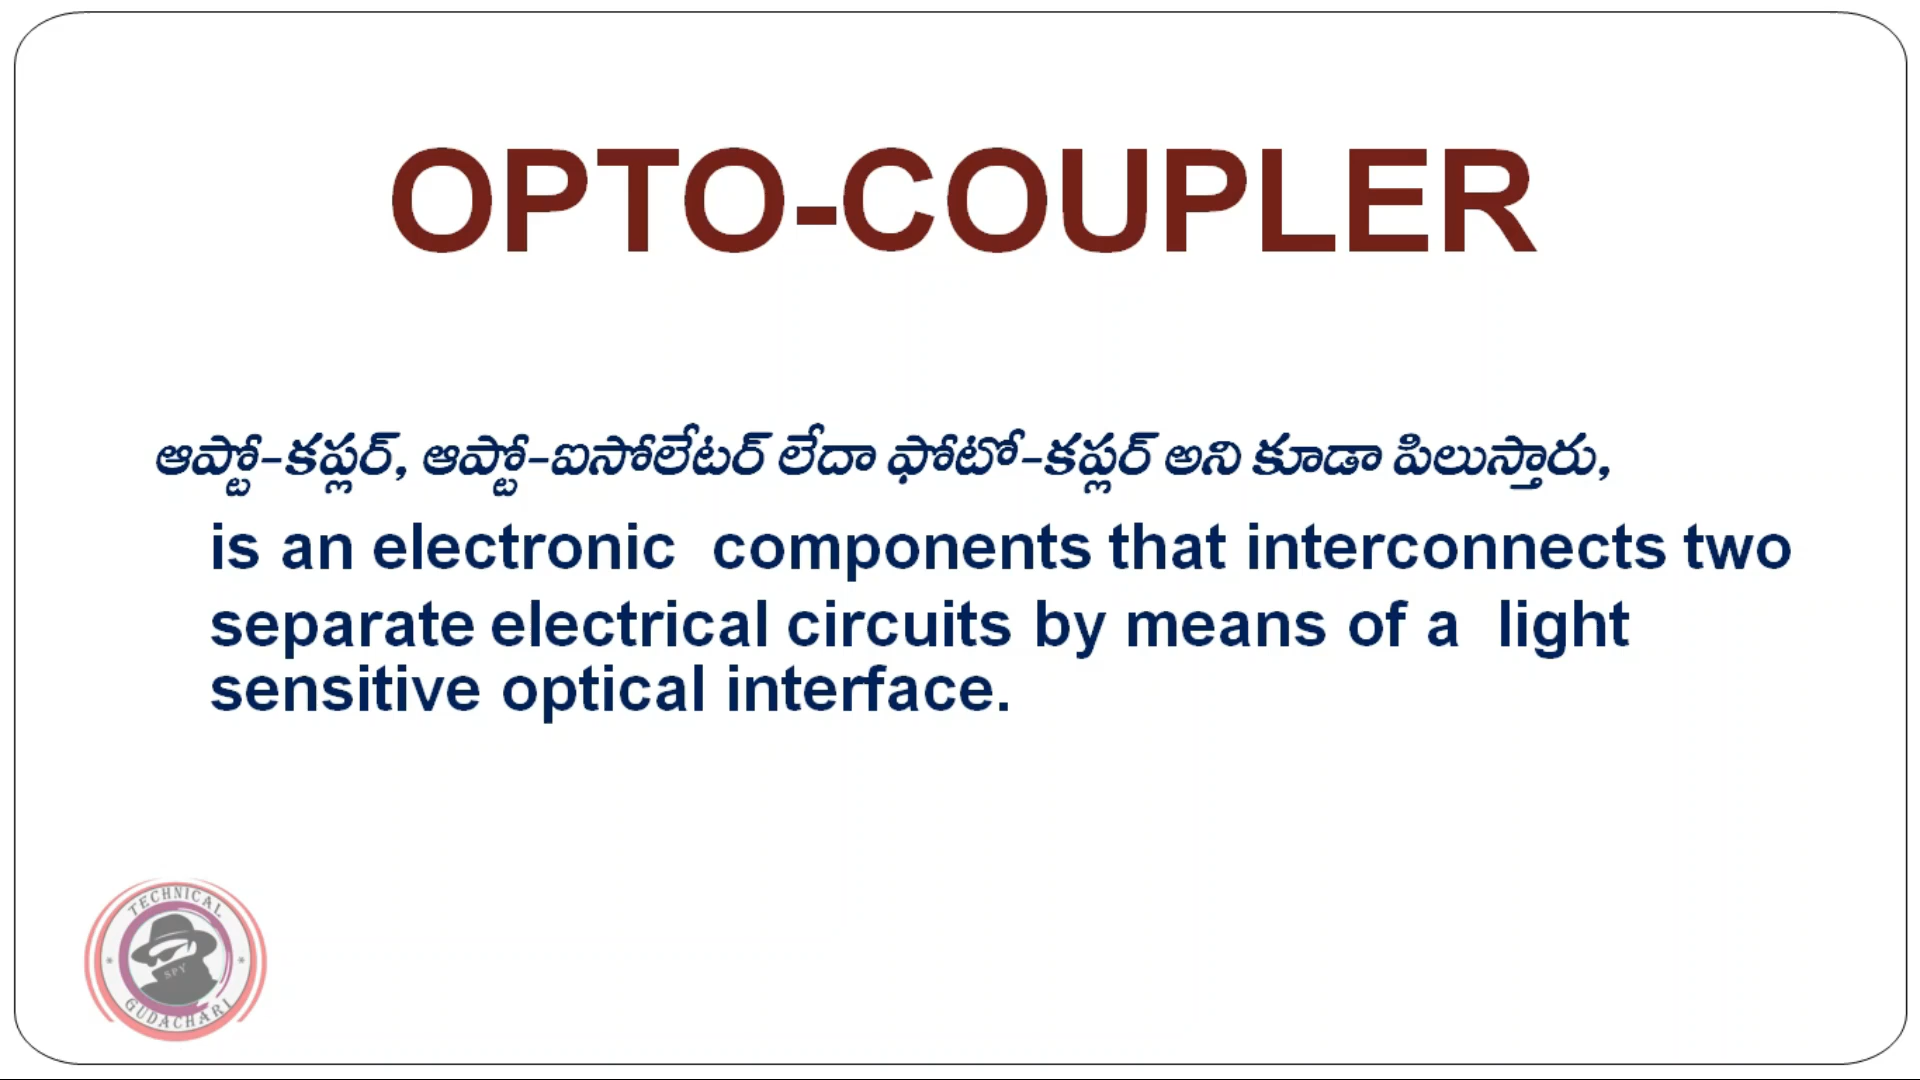 OPTO-COUPLER
ఆప్టో-కప్లర్, ఆప్టో-ఐసోలేటర్ లేదా ఫోటో-కప్లర్ అని కూడా పిలుస్తారు,
is an electronic components that interconnects two
separate electrical circuits by means of a light
sensitive optical interface.
TECHNICAL
SPY
GUDACHARI